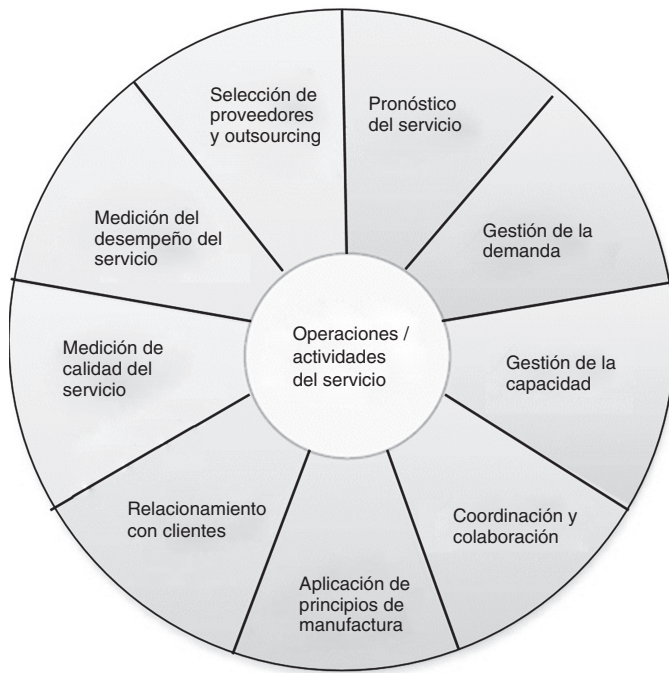 Selección de
proveedores
y outsourcing
Pronóstico
del servicio
Gestión de la
demanda
Gestión de la
capacidad
Coordinación y
colaboración
Aplicación de
principios de
manufactura
Relacionamiento
con clientes
Medición de
calidad del
servicio
Medición del
desempeño del
servicio
Operaciones /
actividades
del servicio